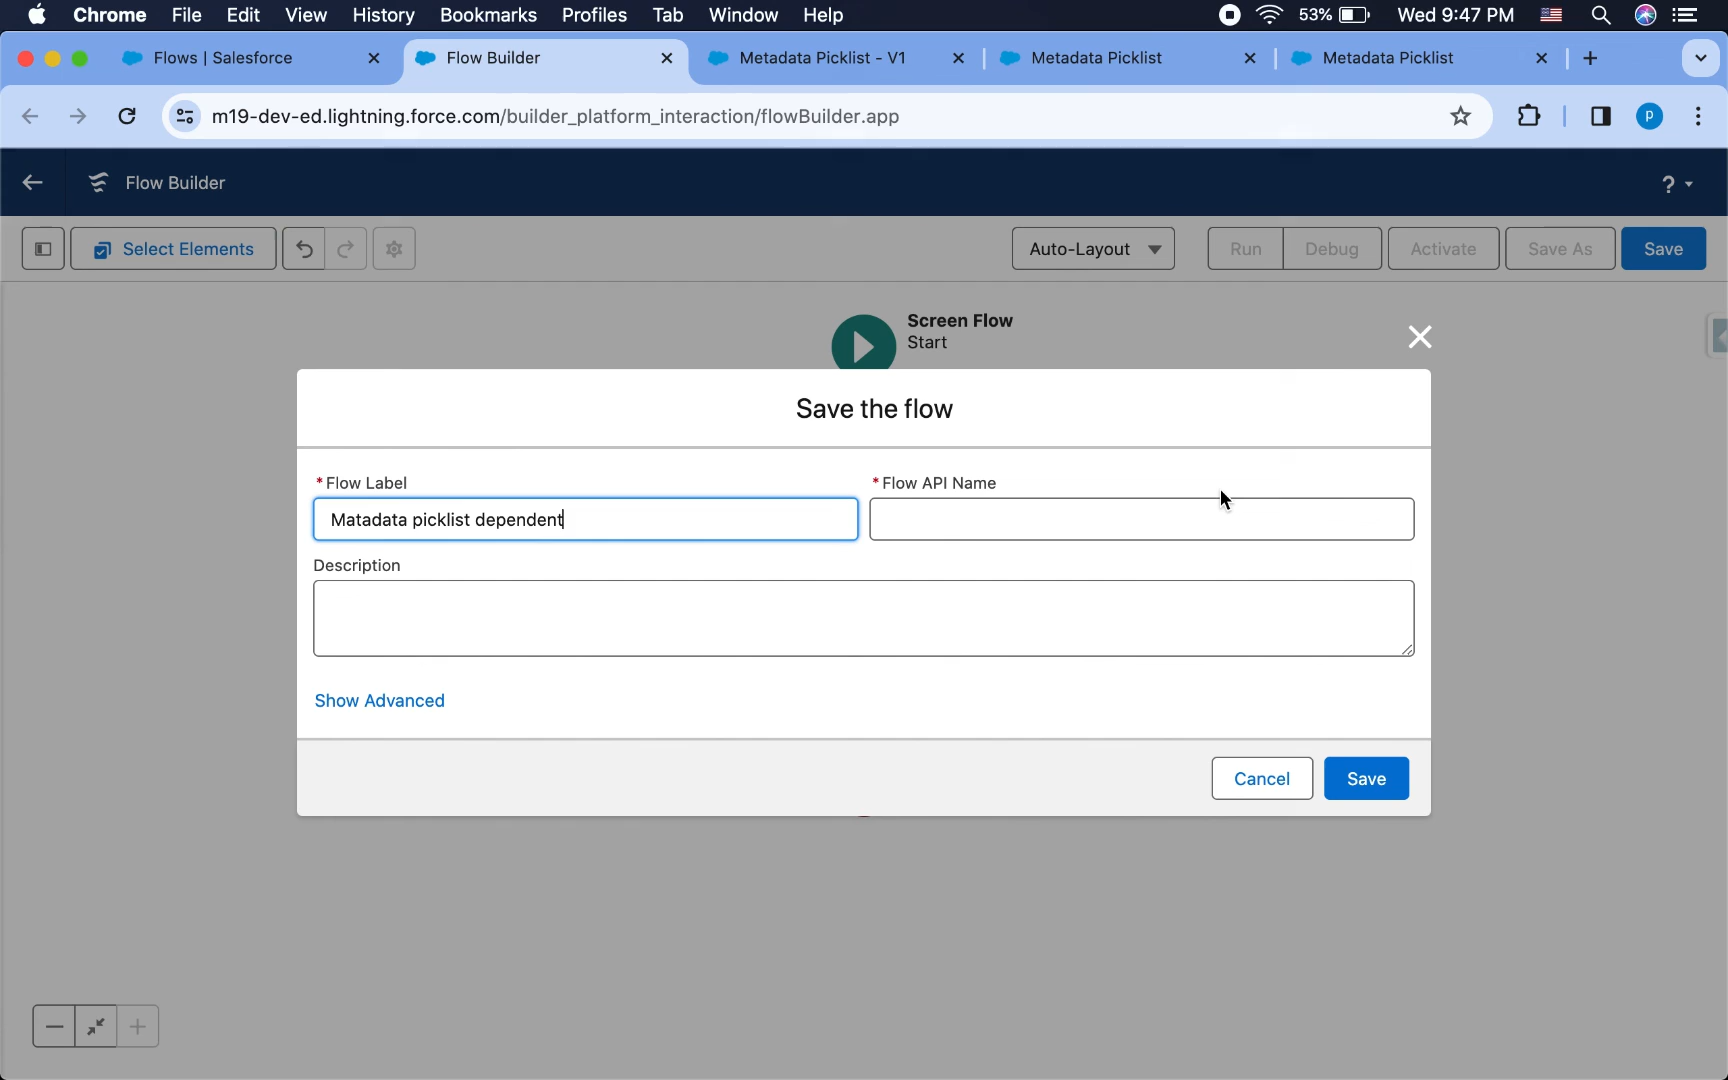 Chrome File Edit View History Bookmarks Profiles Tab Window Help 53% Wed 9:47 PM
Flows | Salesforce Flow Builder Metadata Picklist - V1 Metadata Picklist Metadata Picklist
m19-dev-ed.lightning.force.com/builder_platform_interaction/flowBuilder.app P
Flow Builder ?
Select Elements Auto-Layout Run Debug Activate Save As Save
Screen Flow
Start
Save the flow
* Flow Label * Flow API Name
Matadata picklist dependent
Description
Show Advanced
Cancel Save